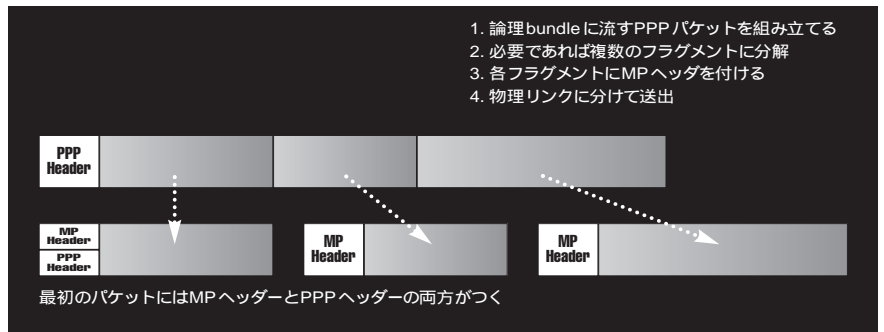 1. 論理bundleに流すPPPパケットを組み立てる
2. 必要であれば複数のフラグメントに分解
3. 各フラグメントにMPヘッダを付ける
4. 物理リンクに分けて送出
PPP
Header
MP
Header
PPP
Header
MP
Header
MP
Header
最初のパケットにはMPヘッダーとPPPヘッダーの両方がつく